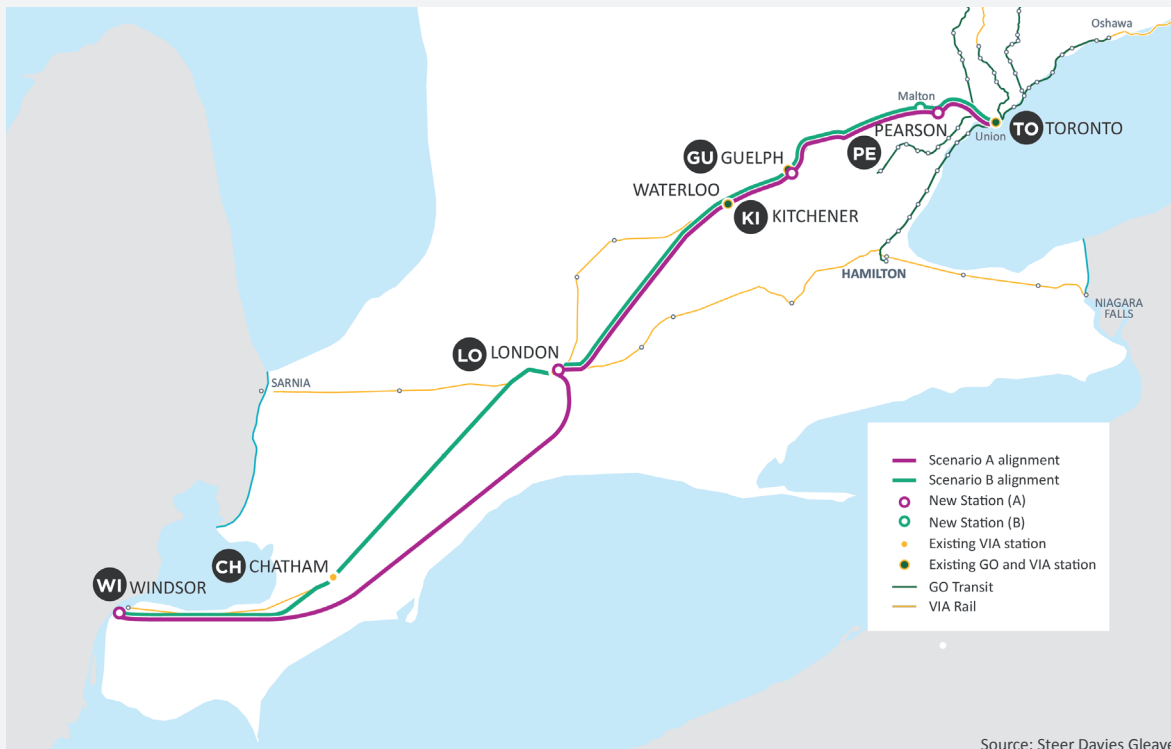 Oshawa
Malton
PEARSON
Union
TO TORONTO
PE
GU GUELPH
WATERLOO
KI KITCHENER
HAMILTON
NIAGARA
FALLS
LO LONDON
SARNIA
CH CHATHAM
WI WINDSOR
Scenario A alignment
Scenario B alignment
New Station (A)
New Station (B)
Existing VIA station
Existing GO and VIA station
GO Transit
VIA Rail
Source: Steer Davies Gleave